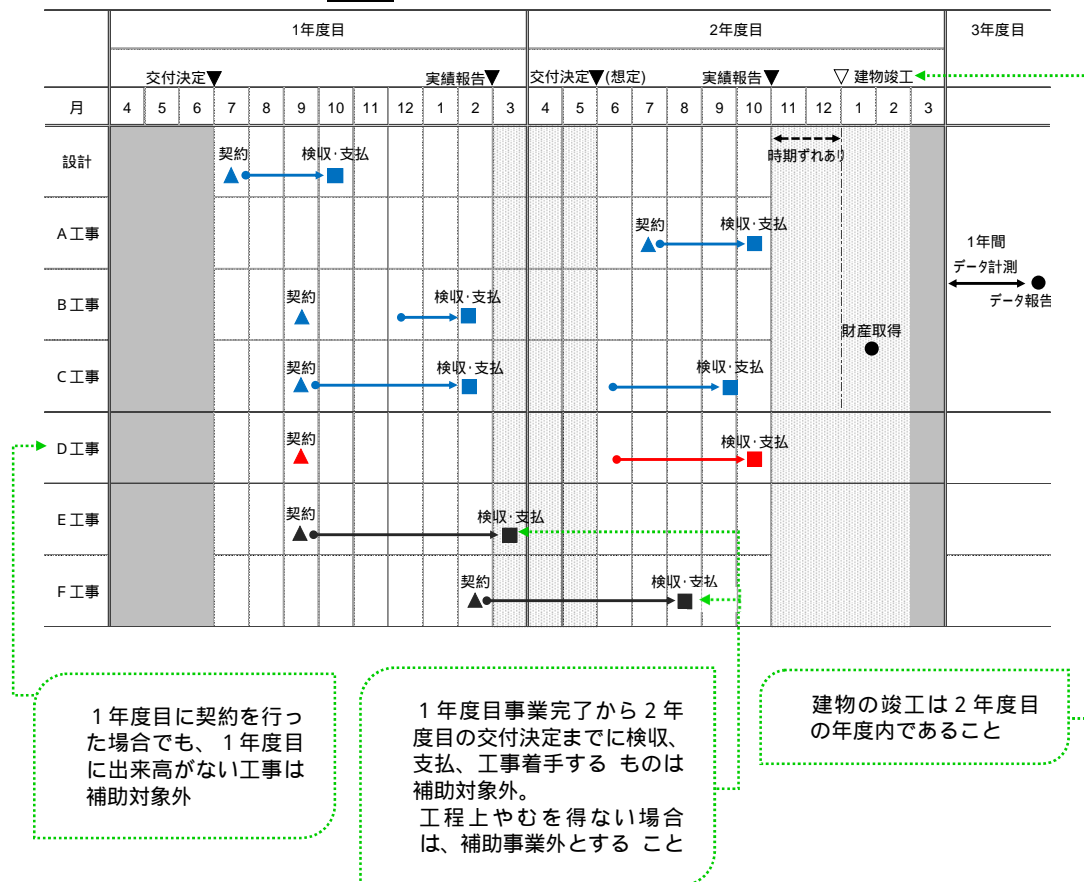 1年度目 2年度目 3年度目
交付決定▼ 実績報告▼ 交付決定▼(想定) 実績報告▼ ▽ 建物竣工
月 4 5 6 7 8 9 10 11 12 1 2 3 4 5 6 7 8 9 10 11 12 1 2 3
時期ずれあり
設計 契約 検収・支払
A工事 契約 検収・支払
1年間
データ計測
データ報告
B工事 契約 検収・支払
財産取得
C工事 契約 検収・支払 検収・支払
D工事 契約 検収・支払
E工事 契約 検収・支払
F工事 契約 検収・支払
1年度目に契約を行っ
た場合でも、1年度目
に出来高がない工事は
補助対象外
1年度目事業完了から2年
度目の交付決定までに検収、
支払、工事着手する ものは
補助対象外。
工程上やむを得ない場合
は、補助事業外とする こと
建物の竣工は2年度目
の年度内であること